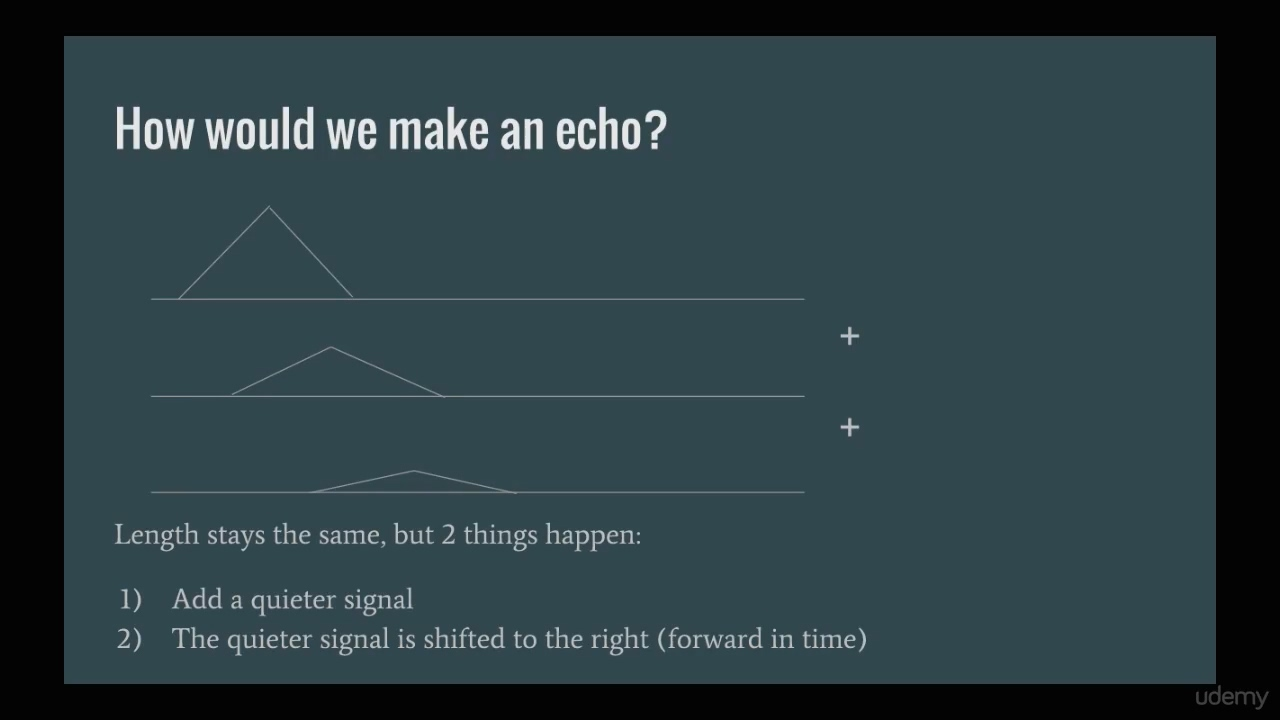 How would we make an echo?
+
+
Length stays the same, but 2 things happen:
1) Add a quieter signal
2) The quieter signal is shifted to the right (forward in time)
udemy